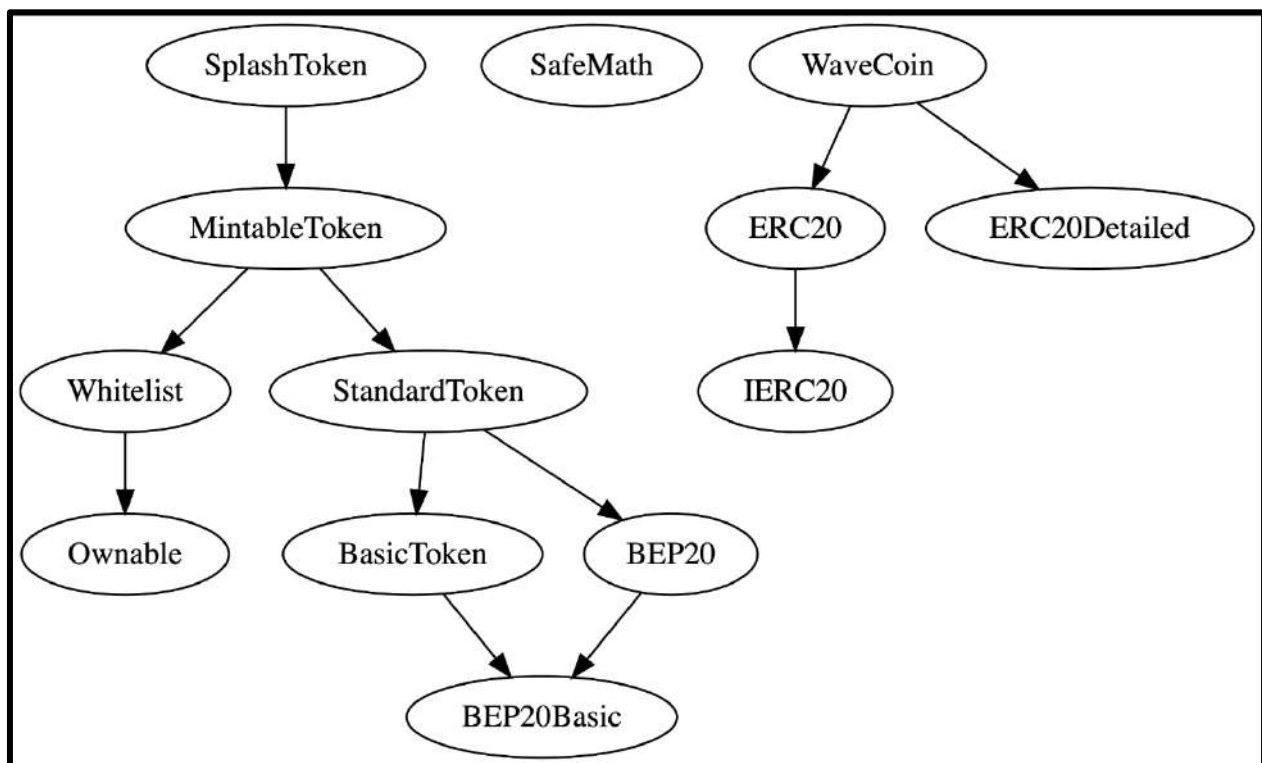 SplashToken
SafeMath
WaveCoin
MintableToken
ERC20
ERC20Detailed
Whitelist
StandardToken
IERC20
Ownable
BasicToken
BEP20
BEP20Basic